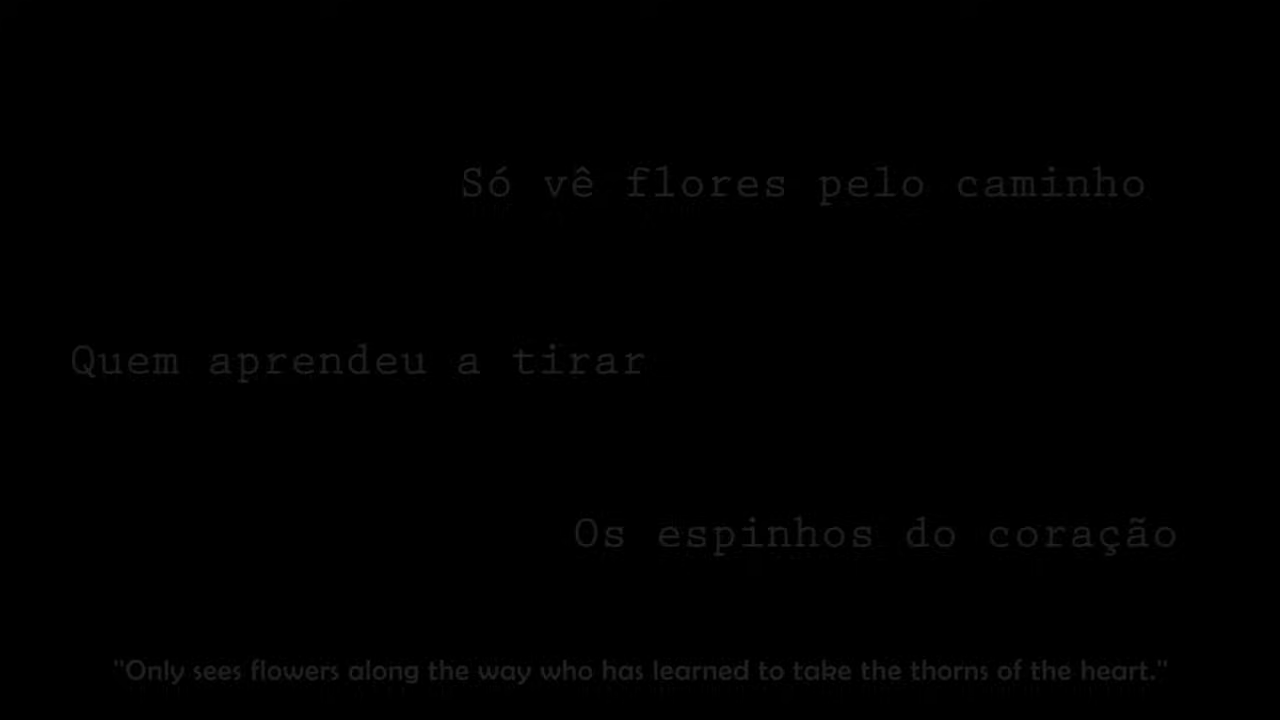 Só vê flores pelo caminho
Quem aprendeu a tirar
Os espinhos do coração
"Only sees flowers along the way who has learned to take the thorns of the heart."